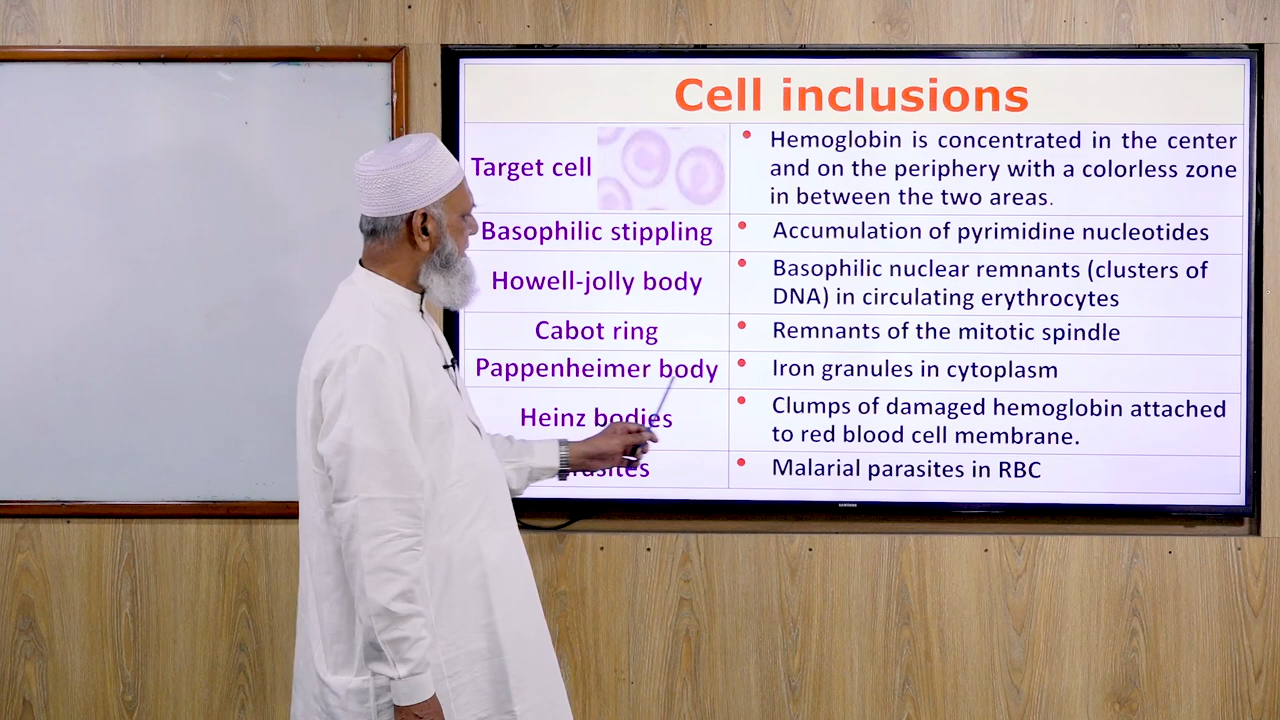 Cell inclusions
Target cell
Hemoglobin is concentrated in the center
and on the periphery with a colorless zone
in between the two areas.
Basophilic stippling
Accumulation of pyrimidine nucleotides
Howell-jolly body
Basophilic nuclear remnants (clusters of
DNA) in circulating erythrocytes
Cabot ring
Remnants of the mitotic spindle
Pappenheimer body
Iron granules in cytoplasm
Heinz bodies
Clumps of damaged hemoglobin attached
to red blood cell membrane.
Malarial parasites in RBC
SAMSUNG